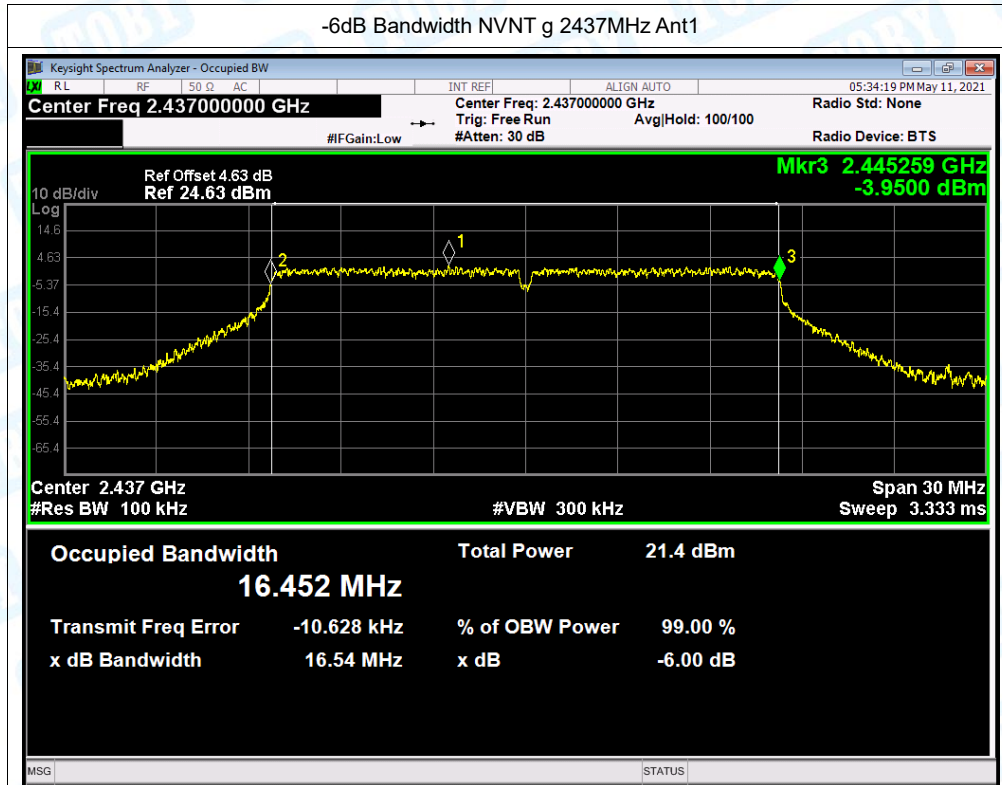 -6dB Bandwidth NVNT g 2437MHz Ant1
Keysight Spectrum Analyzer - Occupied BW
LXI RL RF 50 Ω AC INT REF ALIGN AUTO 05:34:19 PM May 11, 2021
Center Freq 2.437000000 GHz
Center Freq: 2.437000000 GHz
Radio Std: None
Trig: Free Run
Avg|Hold: 100/100
#IFGain:Low
#Atten: 30 dB
Radio Device: BTS
Mkr3 2.445259 GHz
-3.9500 dBm
Ref Offset 4.63 dB
10 dB/div Ref 24.63 dBm
Log
14.6
4.63
-5.37
-15.4
-25.4
-35.4
-45.4
-55.4
-65.4
1
2
3
Center 2.437 GHz Span 30 MHz
#Res BW 100 kHz #VBW 300 kHz Sweep 3.333 ms
Occupied Bandwidth Total Power 21.4 dBm
16.452 MHz
Transmit Freq Error -10.628 kHz % of OBW Power 99.00 %
x dB Bandwidth 16.54 MHz x dB -6.00 dB
MSG STATUS